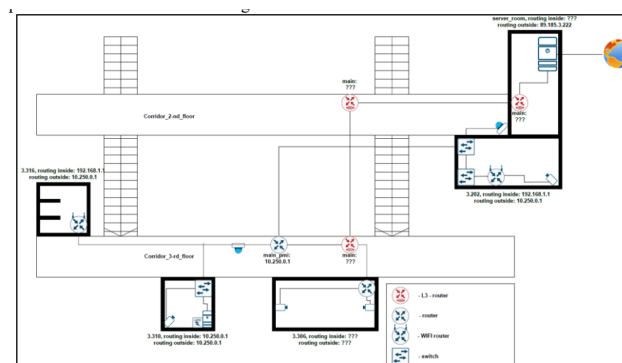 server_room, routing inside: ???
routing outside: 89.185.3.222
main:
???
Corridor_2-nd_floor
main:
???
3.316, routing inside: 192.168.1.1
routing outside: 10.250.0.1
3.202, routing inside: 192.168.1.1
routing outside: 10.250.0.1
Corridor_3-rd_floor
main_pmi:
10.250.0.1
main:
???
- L3 - router
- router
- WIFI router
- switch
3.310, routing inside: 10.250.0.1
routing outside: 10.250.0.1
3.306, routing inside: ???
routing outside: ???